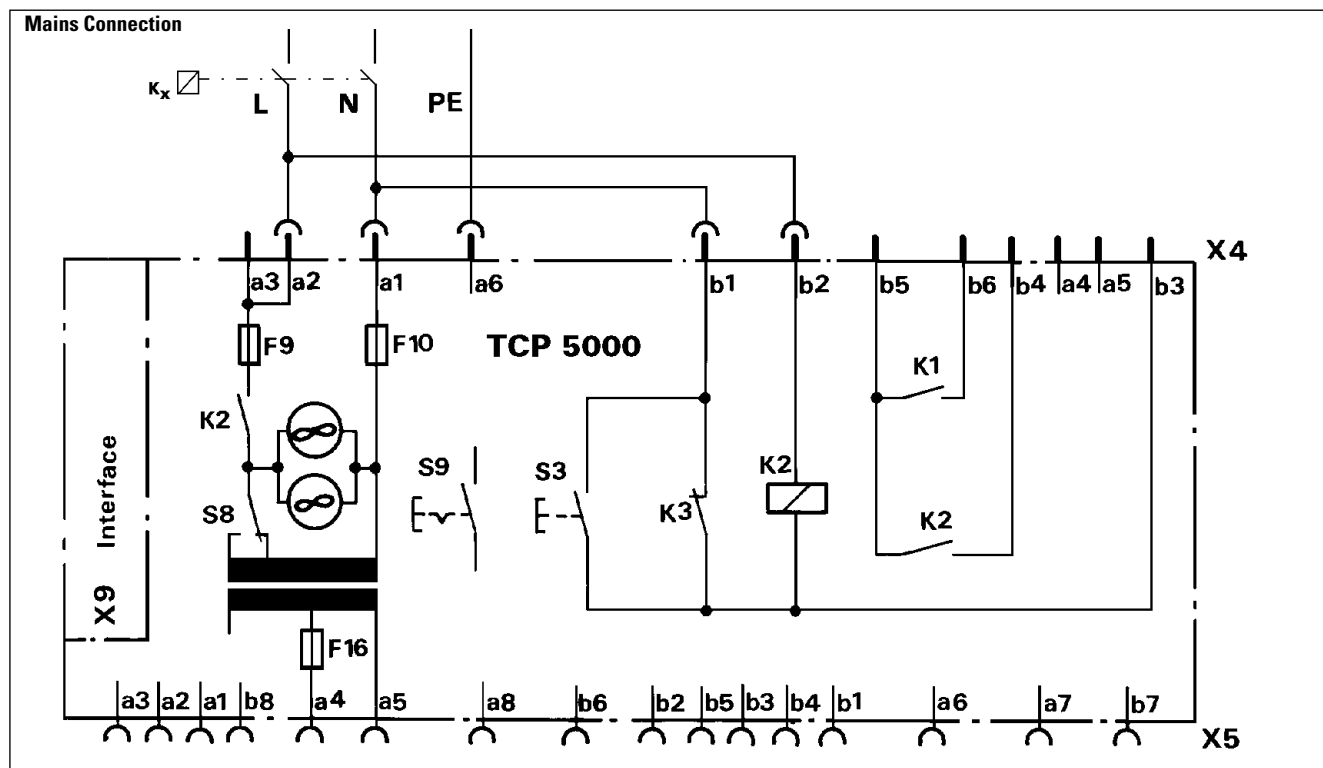 Mains Connection
Kx
L N PE
X4
a3 a2 a1 a6 b1 b2 b5 b6 b4 a4 a5 b3
F9 F10 TCP 5000
K1
K2
S9 S3 K2
S8 K3 K2
X9 Interface
F16
a3 a2 a1 b8 a4 a5 a8 b6 b2 b5 b3 b4 b1 a6 a7 b7
X5